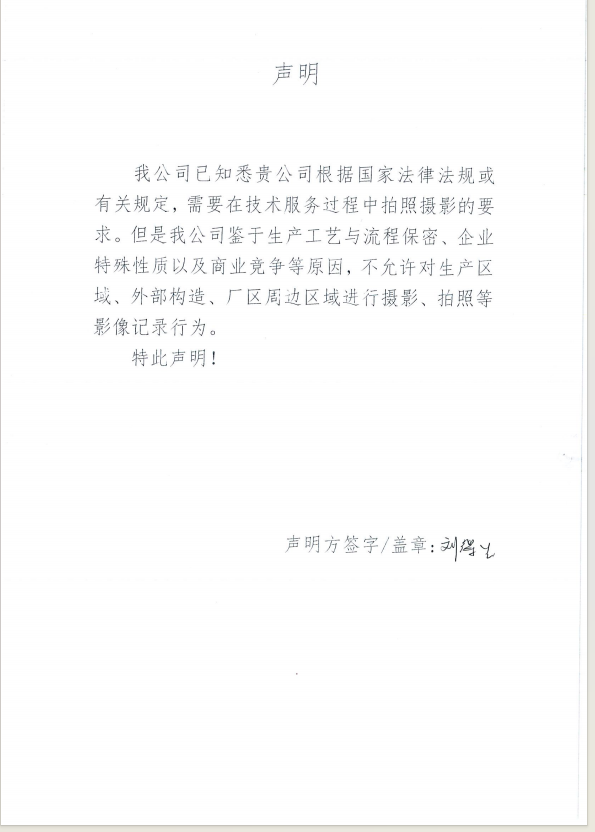 声明
我公司已知悉贵公司根据国家法律法规或
有关规定，需要在技术服务过程中拍照摄影的要
求。但是我公司鉴于生产工艺与流程保密、企业
特殊性质以及商业竞争等原因，不允许对生产区
域、外部构造、厂区周边区域进行摄影、拍照等
影像记录行为。
特此声明！
声明方签字/盖章：刘